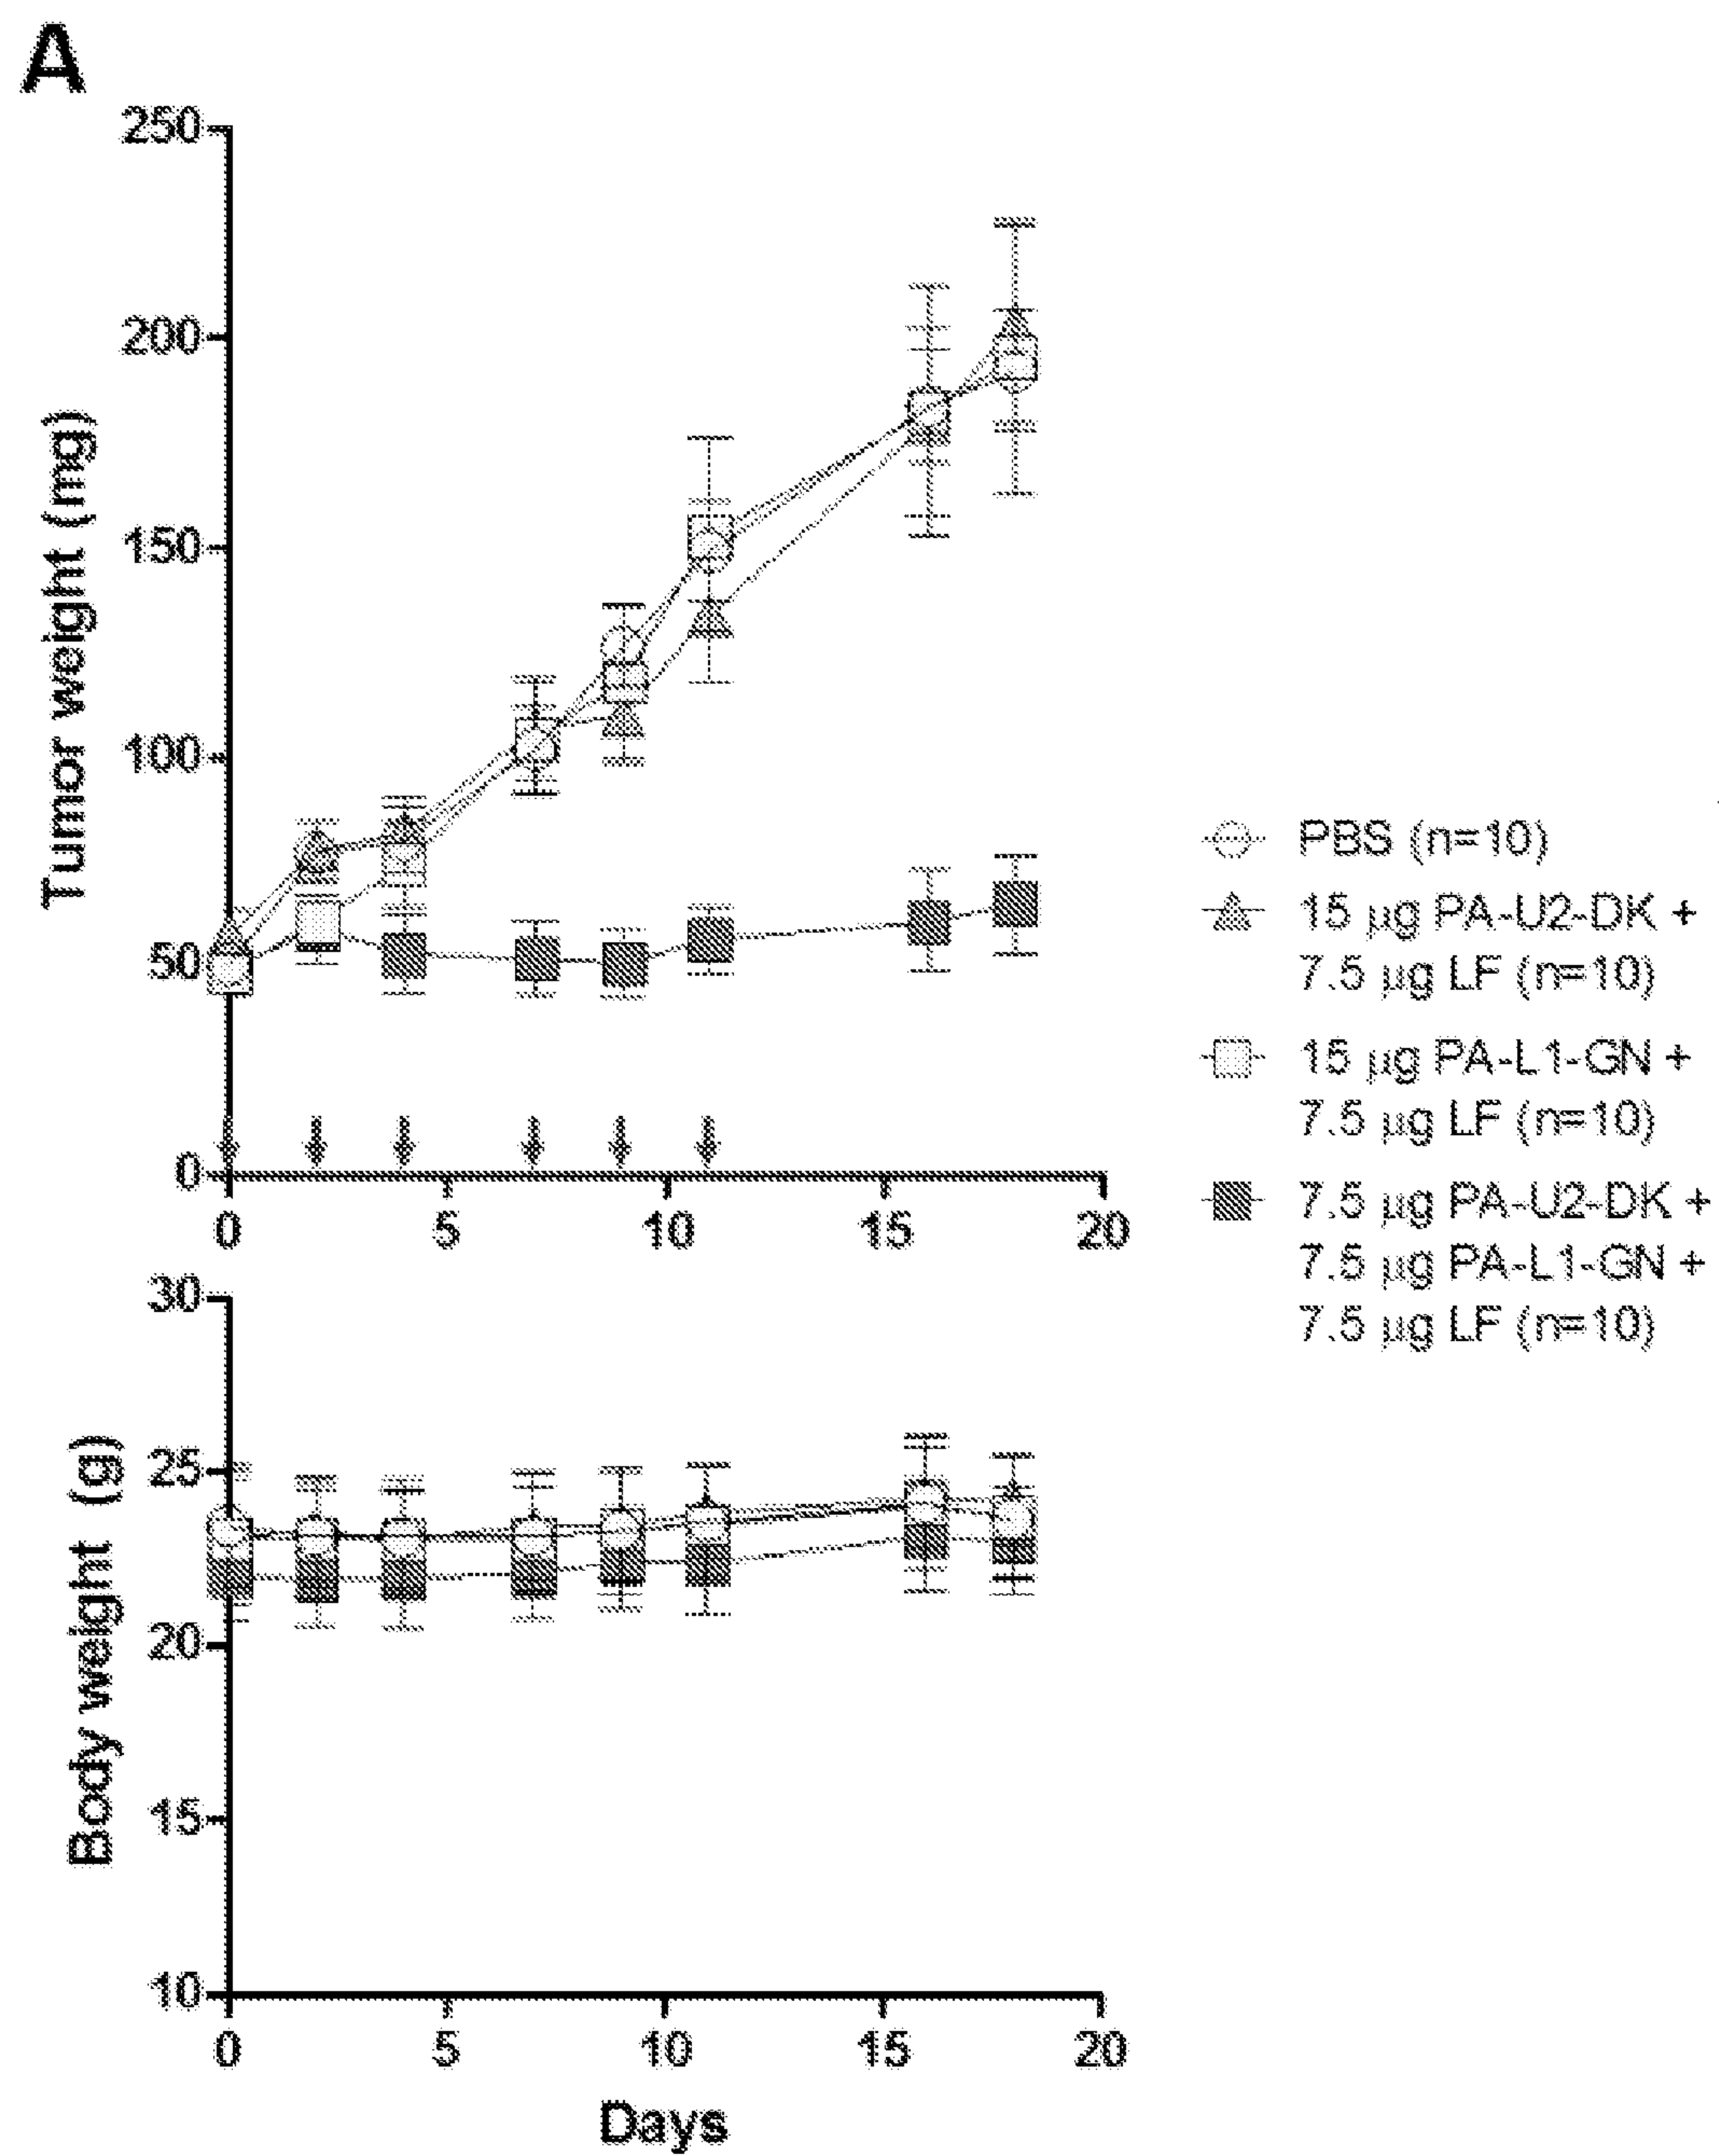 A
250
200
150
100
50
0
Tumor weight (mg)
0 5 10 15 20
PBS (n=10)
15 µg PA-U2-DK +
7.5 µg LF (n=10)
15 µg PA-L1-GN +
7.5 µg LF (n=10)
7.5 µg PA-U2-DK +
7.5 µg PA-L1-GN +
7.5 µg LF (n=10)
30
25
20
15
10
Body weight (g)
0 5 10 15 20
Days